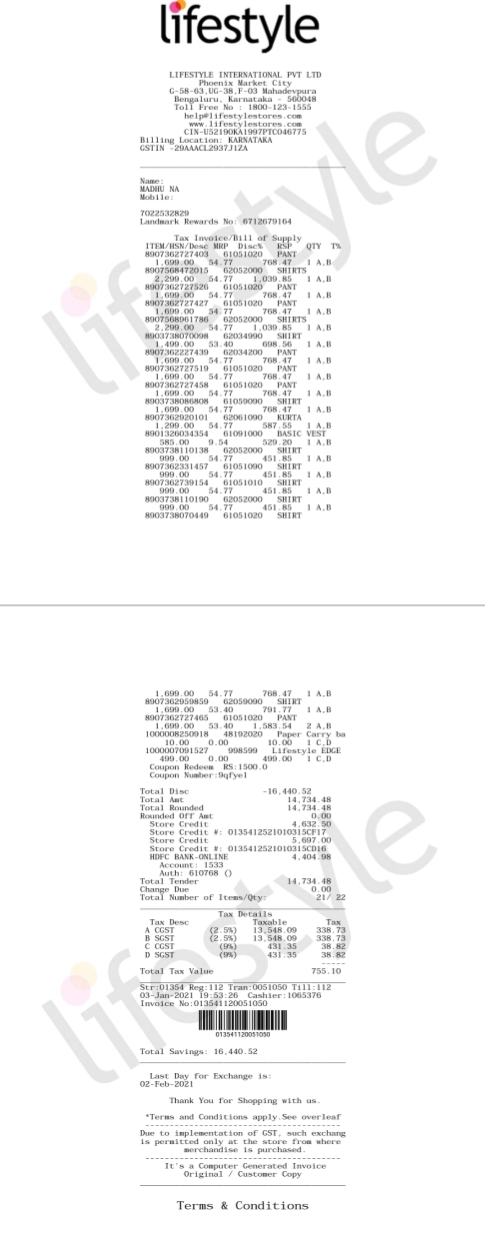 lifestyle
LIFESTYLE INTERNATIONAL PVT LTD
Phoenix Market City
G-58-63,UG-38,F-03 Mahadevpura
Bengaluru, Karnataka - 560048
Toll Free No : 1800-123-1555
help@lifestylestores.com
www.lifestylestores.com
CIN-U52190KA1997PTC046775
Billing Location: KARNATAKA
GSTIN -29AAACL2937J1ZA
Name:
MADHU NA
Mobile:
7022532829
Landmark Rewards No: 6712679164
Tax Invoice/Bill of Supply
ITEM/HSN/Desc MRP Disc% RSP QTY T%
8907362727403 61051020 PANT
1,699.00 54.77 768.47 1 A,B
8907568472015 62052000 SHIRTS
2,299.00 54.77 1,039.85 1 A,B
8907362727526 61051020 PANT
1,699.00 54.77 768.47 1 A,B
8907362727427 61051020 PANT
1,699.00 54.77 768.47 1 A,B
8907568961786 62052000 SHIRTS
2,299.00 54.77 1,039.85 1 A,B
8903738070098 62034990 SHIRT
1,499.00 53.40 698.56 1 A,B
8907362227439 62034200 PANT
1,699.00 54.77 768.47 1 A,B
8907362727519 61051020 PANT
1,699.00 54.77 768.47 1 A,B
8907362727458 61051020 PANT
1,699.00 54.77 768.47 1 A,B
8903738086808 61059090 SHIRT
1,699.00 54.77 768.47 1 A,B
8907362920101 62061090 KURTA
1,299.00 54.77 587.55 1 A,B
8901326034354 61091000 BASIC VEST
585.00 9.54 529.20 1 A,B
8903738110138 62052000 SHIRT
999.00 54.77 451.85 1 A,B
8907362331457 61051090 SHIRT
999.00 54.77 451.85 1 A,B
8907362739154 61051010 SHIRT
999.00 54.77 451.85 1 A,B
8903738110190 62052000 SHIRT
999.00 54.77 451.85 1 A,B
8903738070449 61051020 SHIRT
1,699.00 54.77 768.47 1 A,B
8907362959859 62059090 SHIRT
1,699.00 53.40 791.77 1 A,B
8907362727465 61051020 PANT
1,699.00 53.40 1,583.54 2 A,B
1000008250918 48192020 Paper Carry ba
10.00 0.00 10.00 1 C,D
1000007091527 998599 Lifestyle EDGE
499.00 0.00 499.00 1 C,D
Coupon Redeem RS:1500.0
Coupon Number:9qfye1
Total Disc -16,440.52
Total Amt 14,734.48
Total Rounded 14,734.48
Rounded Off Amt 0.00
Store Credit 4,632.50
Store Credit #: 0135412521010315CF17
Store Credit 5,697.00
Store Credit #: 0135412521010315CD16
HDFC BANK-ONLINE 4,404.98
Account: 1533
Auth: 610768 ()
Total Tender 14,734.48
Change Due 0.00
Total Number of Items/Qty: 21/ 22
Tax Details
Tax Desc Taxable Tax
A CGST (2.5%) 13,548.09 338.73
B SGST (2.5%) 13,548.09 338.73
C CGST (9%) 431.35 38.82
D SGST (9%) 431.35 38.82
-----
Total Tax Value 755.10
Str:01354 Reg:112 Tran:0051050 Till:112
03-Jan-2021 19:53:26 Cashier:1065376
Invoice No:013541120051050
013541120051050
Total Savings: 16,440.52
Last Day for Exchange is:
02-Feb-2021
Thank You for Shopping with us.
*Terms and Conditions apply.See overleaf
Due to implementation of GST, such exchang
is permitted only at the store from where
merchandise is purchased.
It's a Computer Generated Invoice
Original / Customer Copy
Terms & Conditions
lifestyle
lifestyle